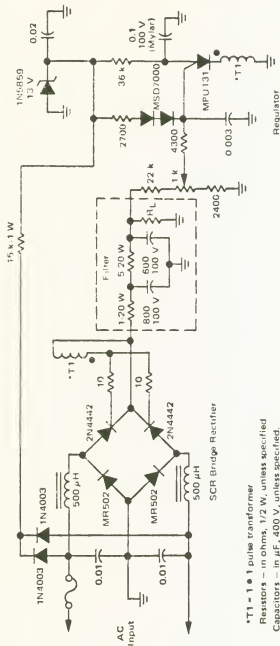 0.02
1N5859
13 V
0.1
100 V
(Mylar)
36 k
MSD7000
2700
MPU131
*T1
4300
0.003
Regulator
15 k-1 W
22 k
1 k
2400
Filter
RL
5-20 W
600
100 V
1-20 W
800
100 V
*T1
10
10
2N4442
2N4442
MR502
MR502
SCR Bridge Rectifier
500 μH
500 μH
1N4003
1N4003
0.01
0.01
AC
Input
*T1 = 1
1 pulse transformer
Resistors – in ohms, 1/2 W, unless specified
Capacitors – in μF, 400 V, unless specified.